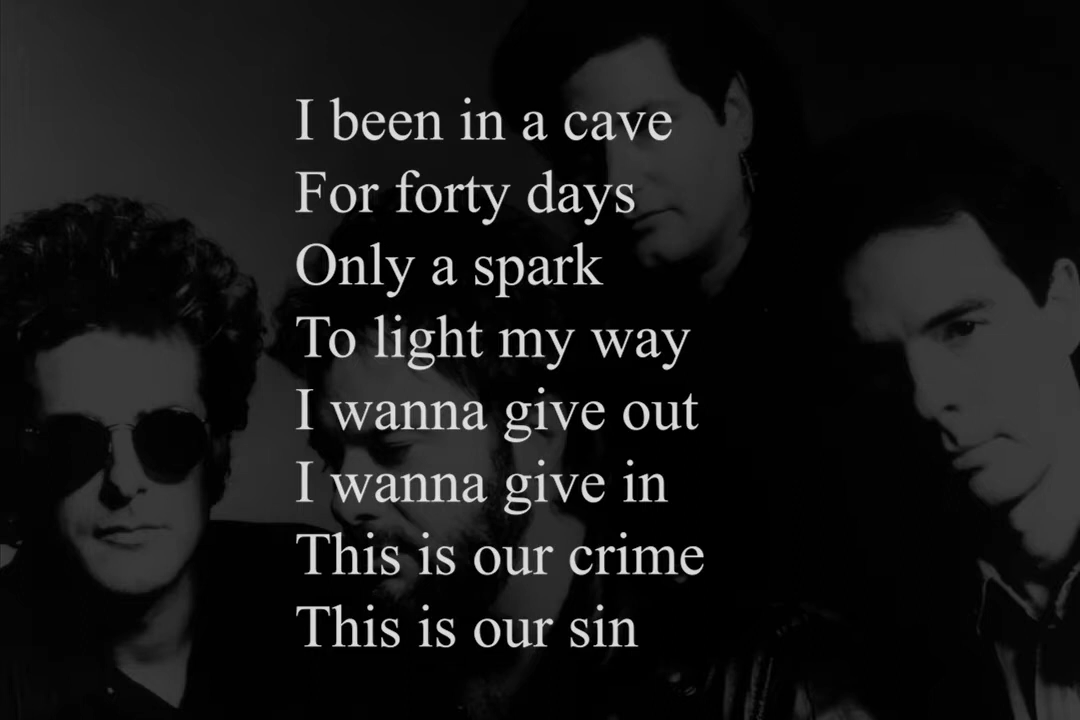 I been in a cave
For forty days
Only a spark
To light my way
I wanna give out
I wanna give in
This is our crime
This is our sin